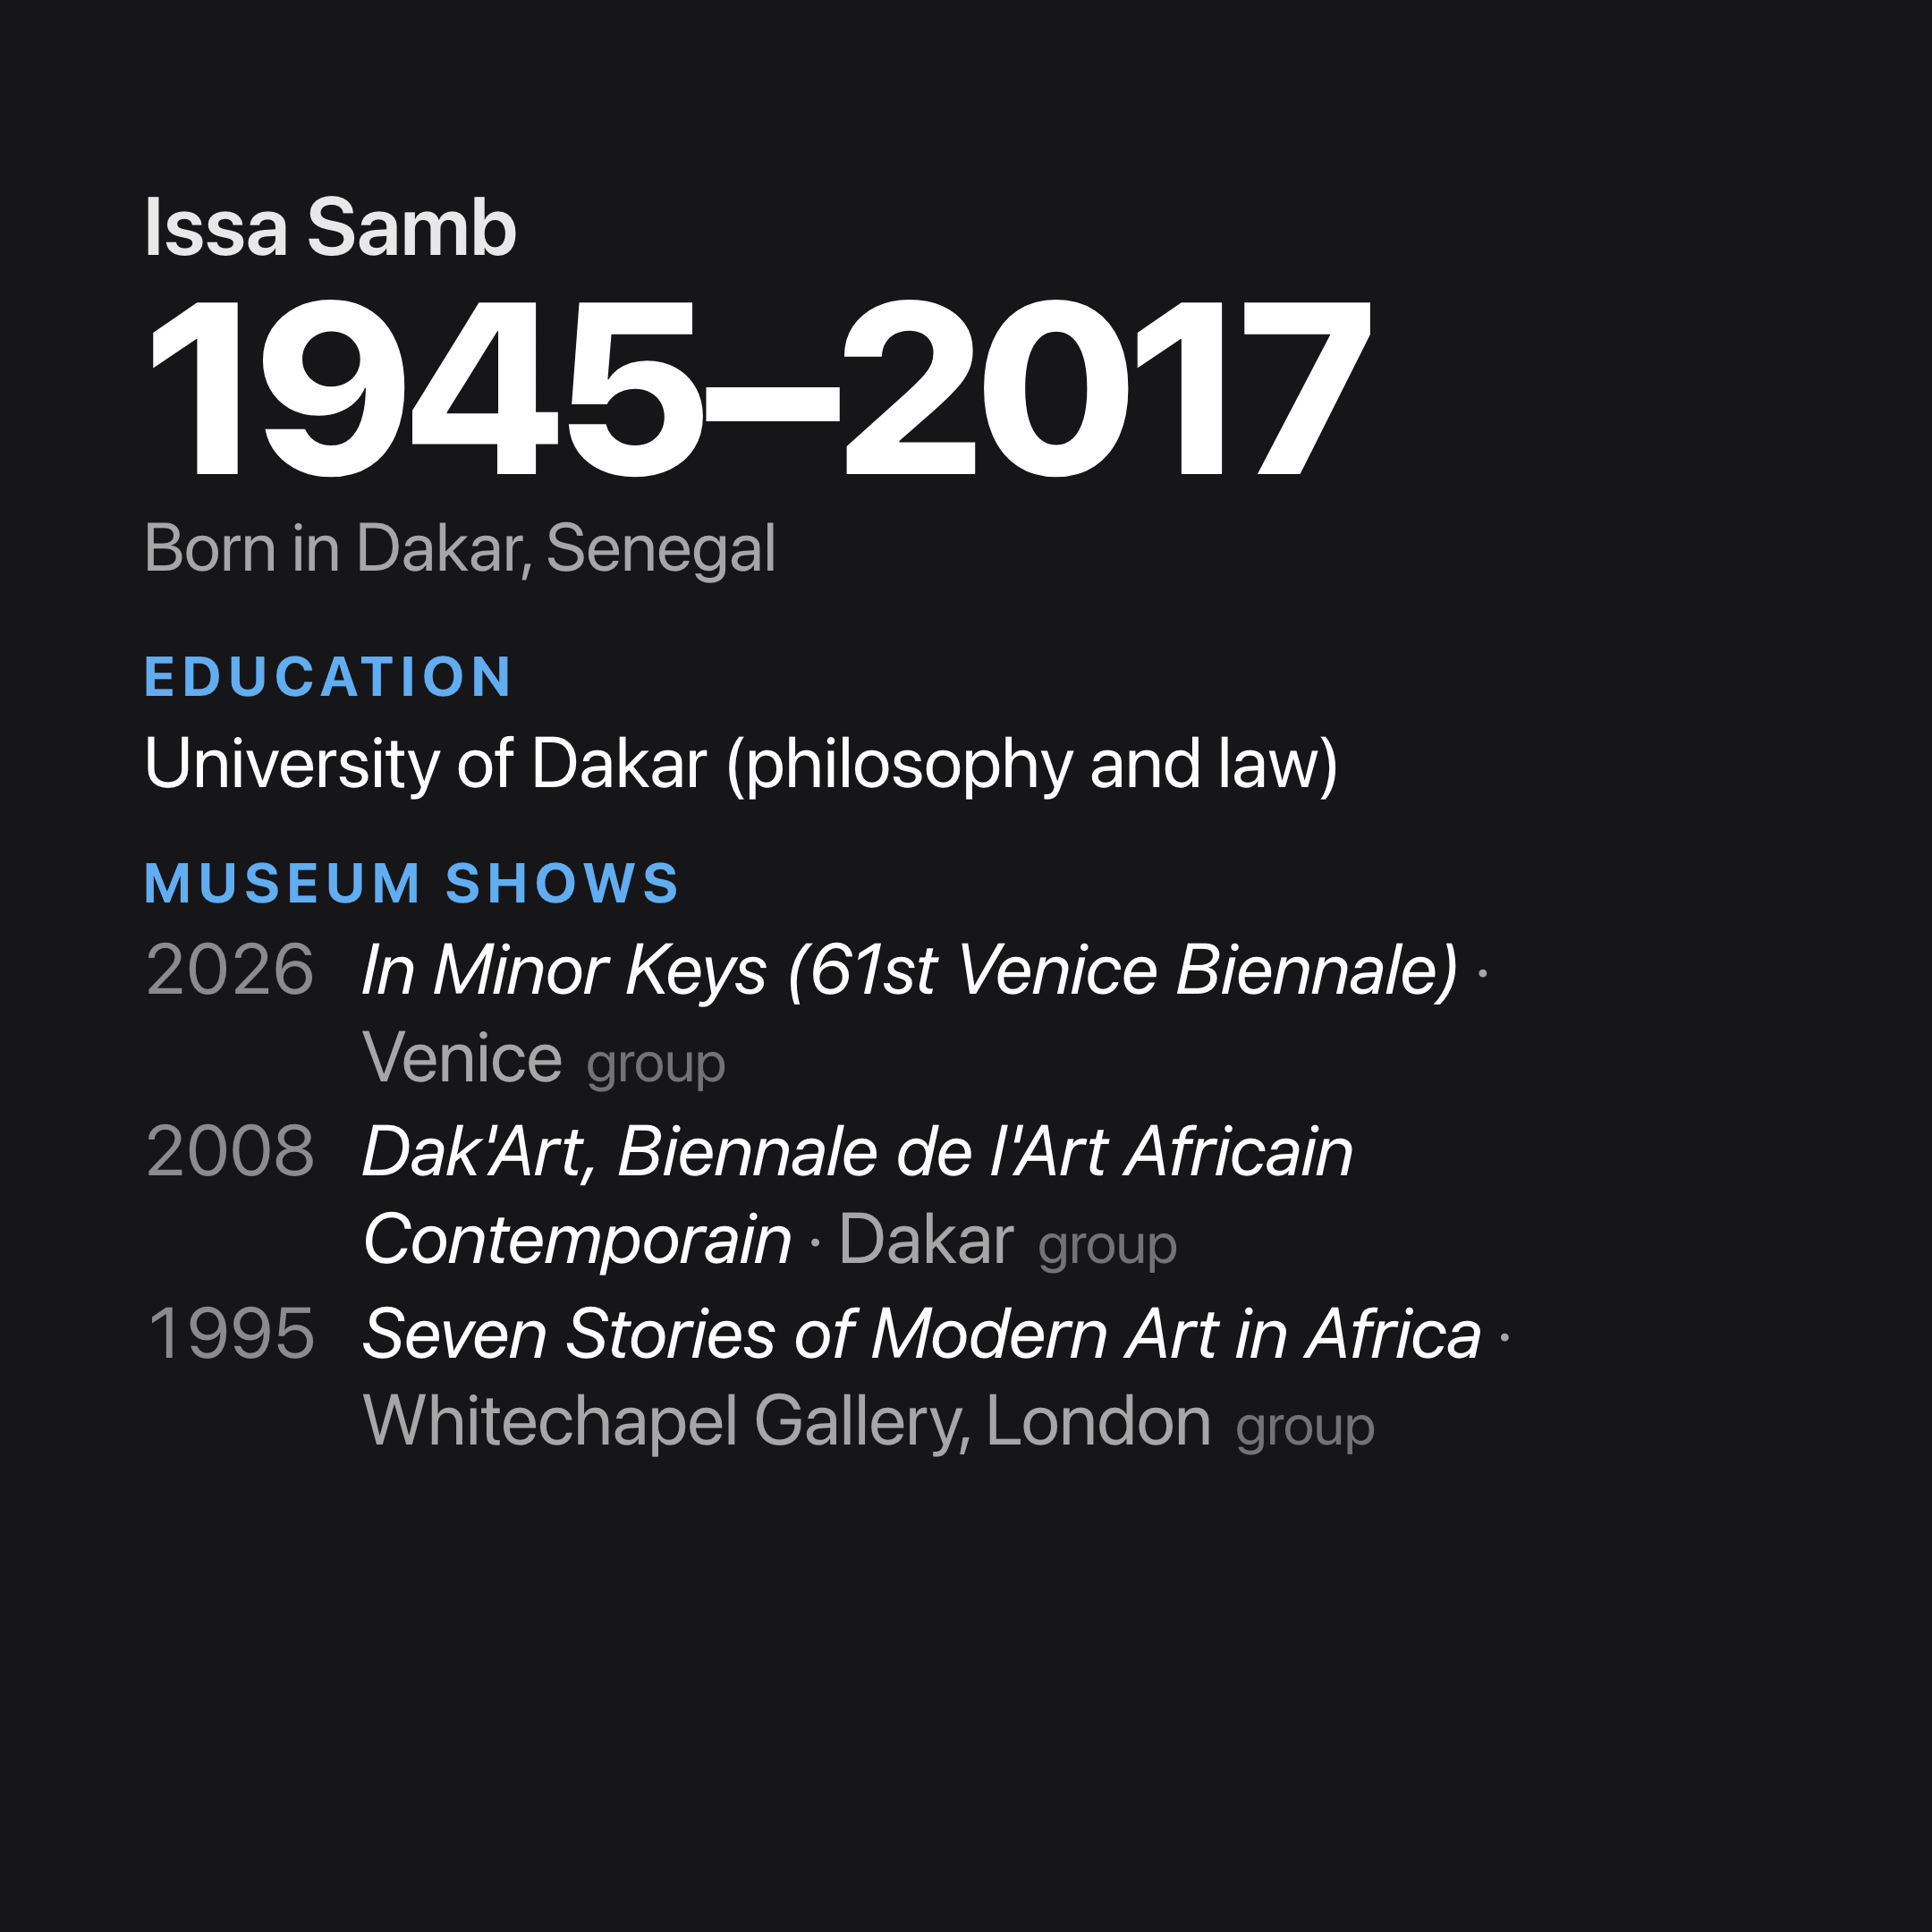 Issa Samb
1945–2017
Born in Dakar, Senegal
EDUCATION
University of Dakar (philosophy and law)
MUSEUM SHOWS
2026 In Minor Keys (61st Venice Biennale) ·
Venice group
2008 Dak'Art, Biennale de l'Art Africain
Contemporain · Dakar group
1995 Seven Stories of Modern Art in Africa ·
Whitechapel Gallery, London group